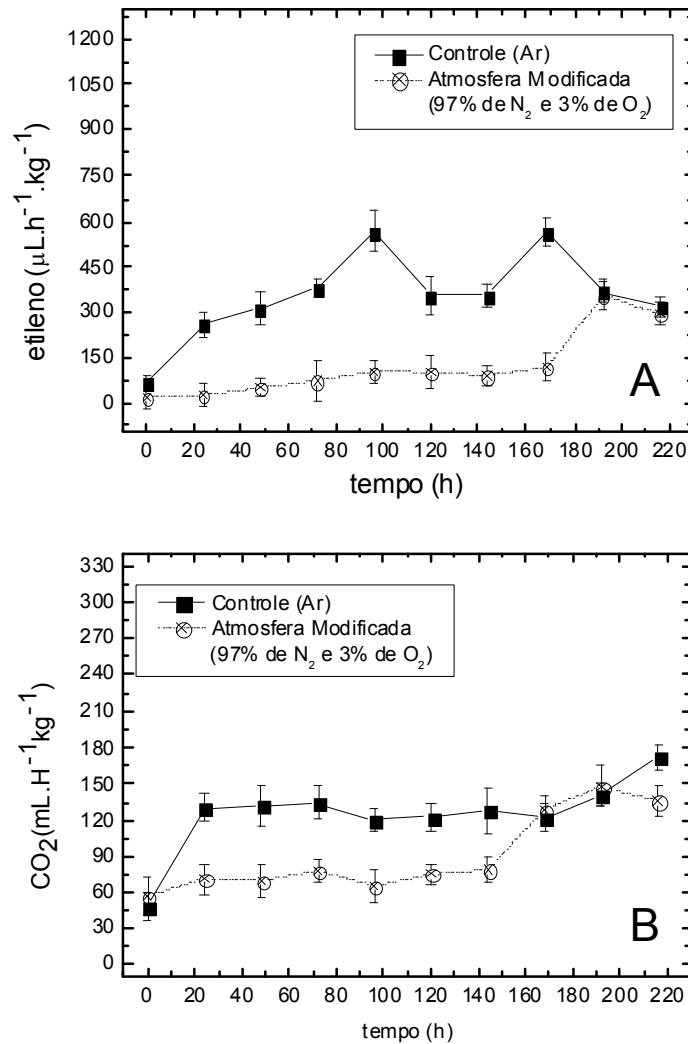 1200
1050
900
750
600
450
300
150
0
etileno (μL.h⁻¹.kg⁻¹)
Controle (Ar)
Atmosfera Modificada
(97% de N₂ e 3% de O₂)
A
0 20 40 60 80 100 120 140 160 180 200 220
tempo (h)
330
300
270
240
210
180
150
120
90
60
30
0
CO₂(mL.H⁻¹kg⁻¹)
Controle (Ar)
Atmosfera Modificada
(97% de N₂ e 3% de O₂)
B
0 20 40 60 80 100 120 140 160 180 200 220
tempo (h)